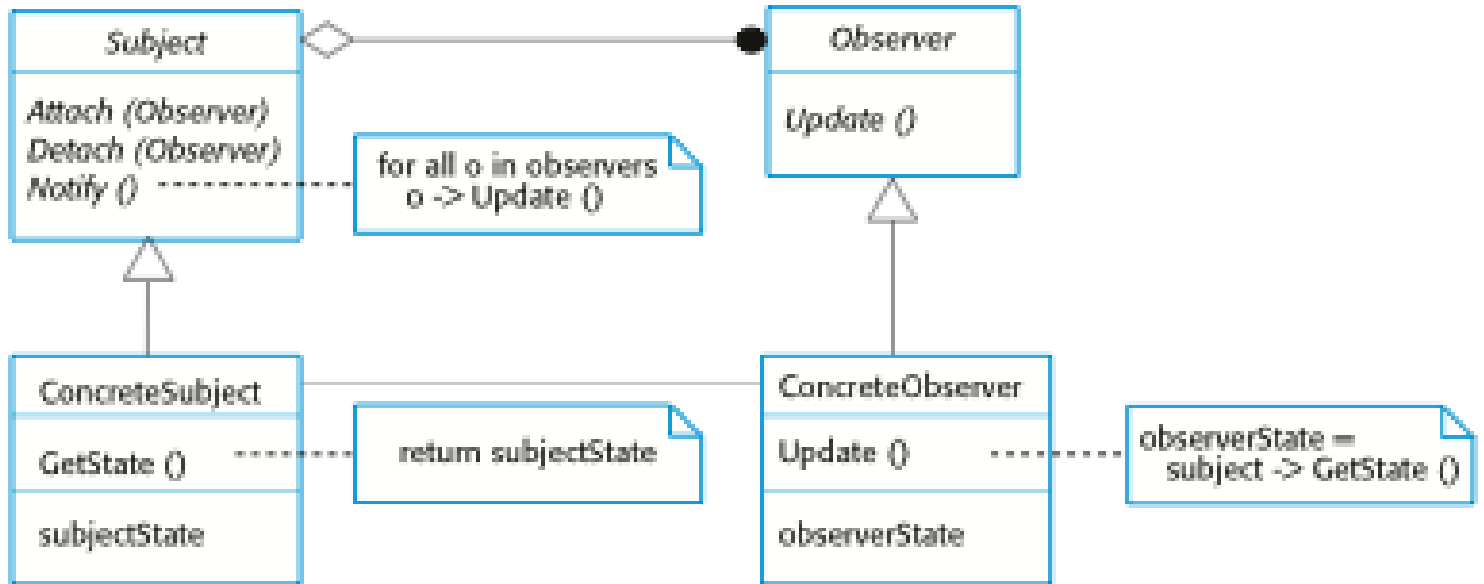 Subject
Attach (Observer)
Detach (Observer)
Notify ()
for all o in observers
o -> Update ()
Observer
Update ()
ConcreteSubject
GetState ()
subjectState
return subjectState
ConcreteObserver
Update ()
observerState
observerState =
subject -> GetState ()